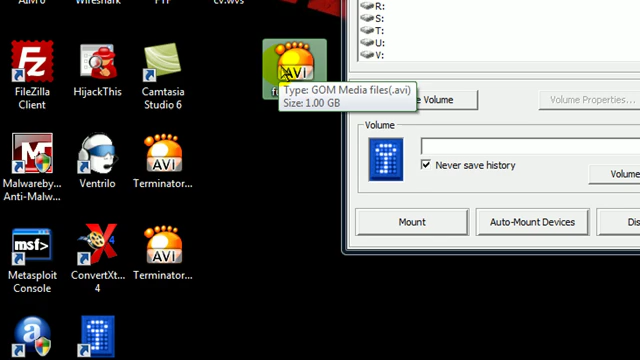 Wireshark
cv.wvs
FileZilla
Client
HijackThis
Camtasia
Studio 6
AVI
Type: GOM Media files(.avi)
Size: 1.00 GB
Malwareby...
Anti-Malw...
Ventrilo
AVI
Terminator...
msf>
Metasploit
Console
ConvertXt...
4
AVI
Terminator...
R:
S:
T:
U:
V:
Volume
Volume Properties...
Volume
Never save history
Volume
Mount
Auto-Mount Devices
Dis